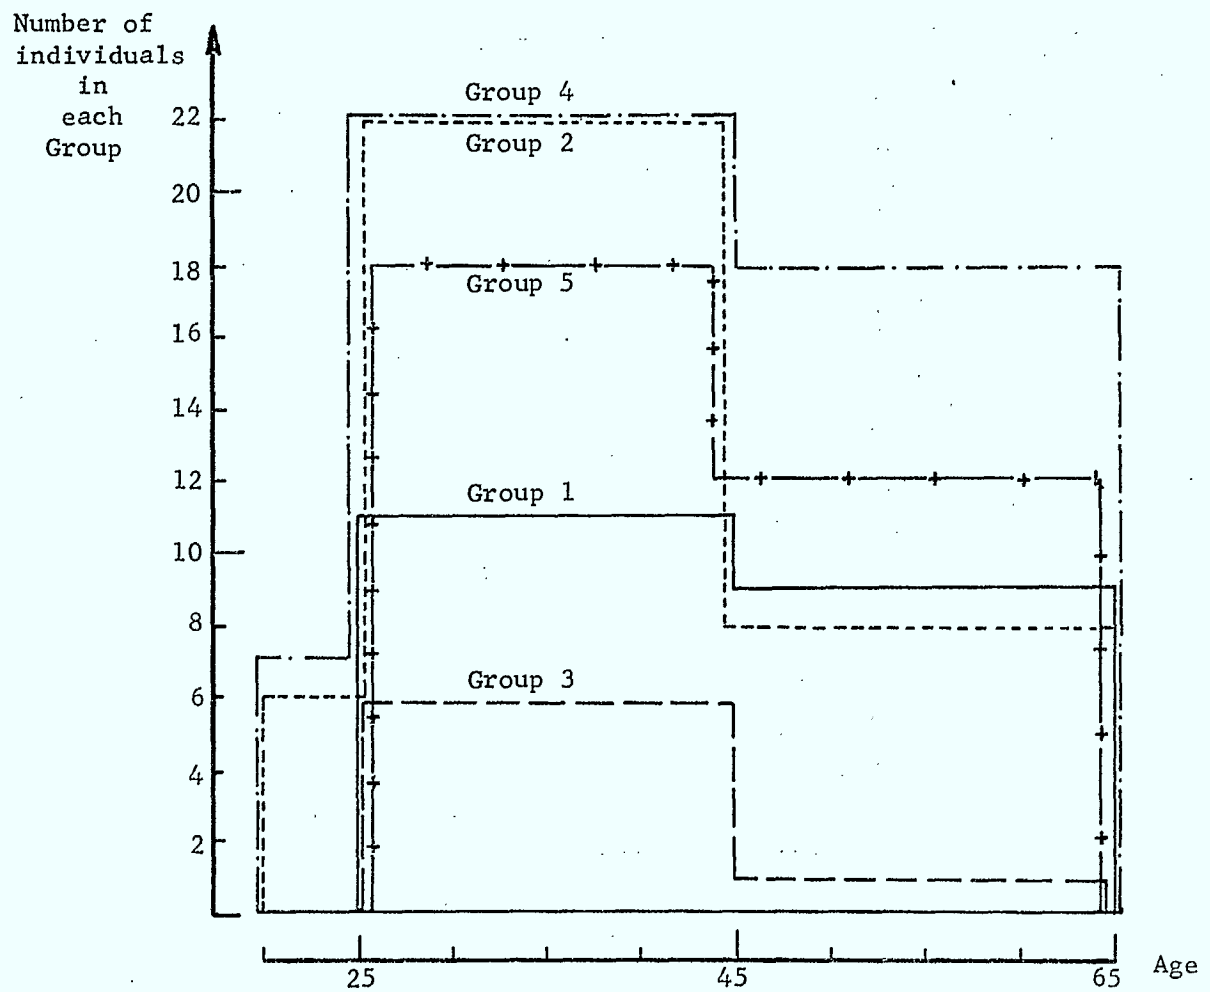 Number of
individuals
in
each
Group
22
20
18
16
14
12
10
8
6
4
2
Group 4
Group 2
Group 5
Group 1
Group 3
25
45
65
Age